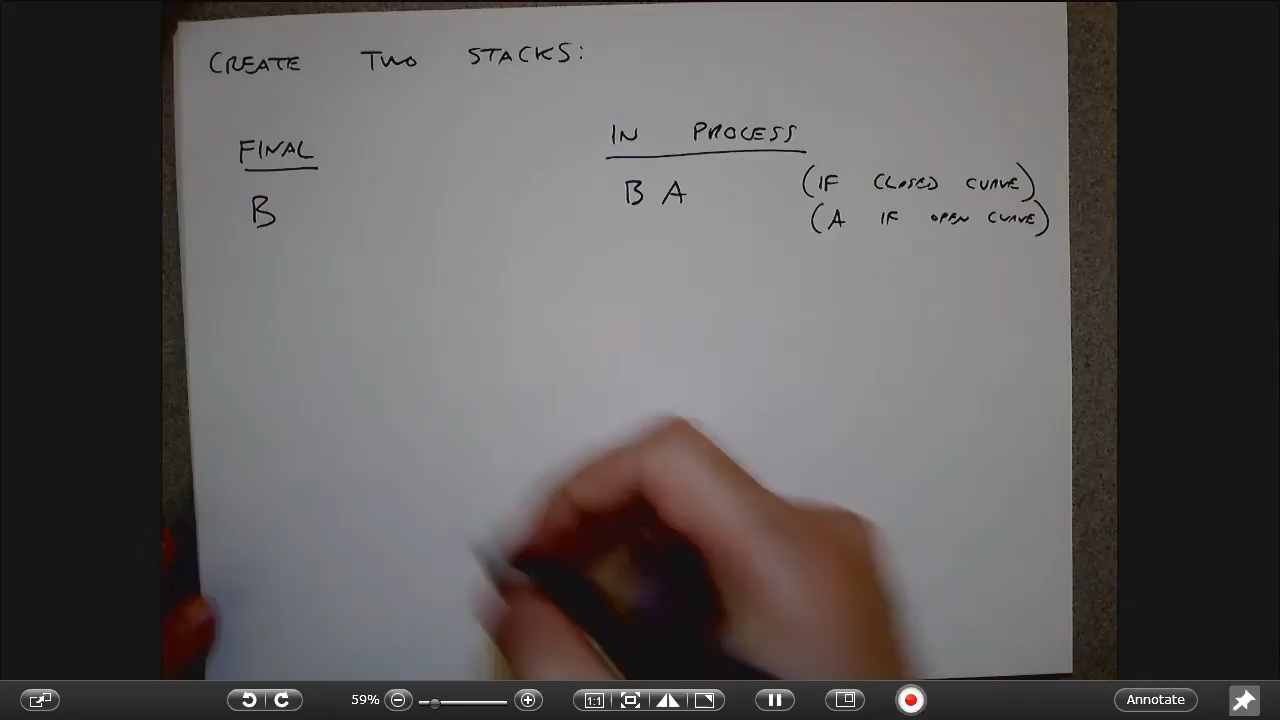 CREATE TWO STACKS:
FINAL
B
IN PROCESS
B A
(IF CLOSED CURVE)
(A IF OPEN CURVE)
59%
1:1
Annotate